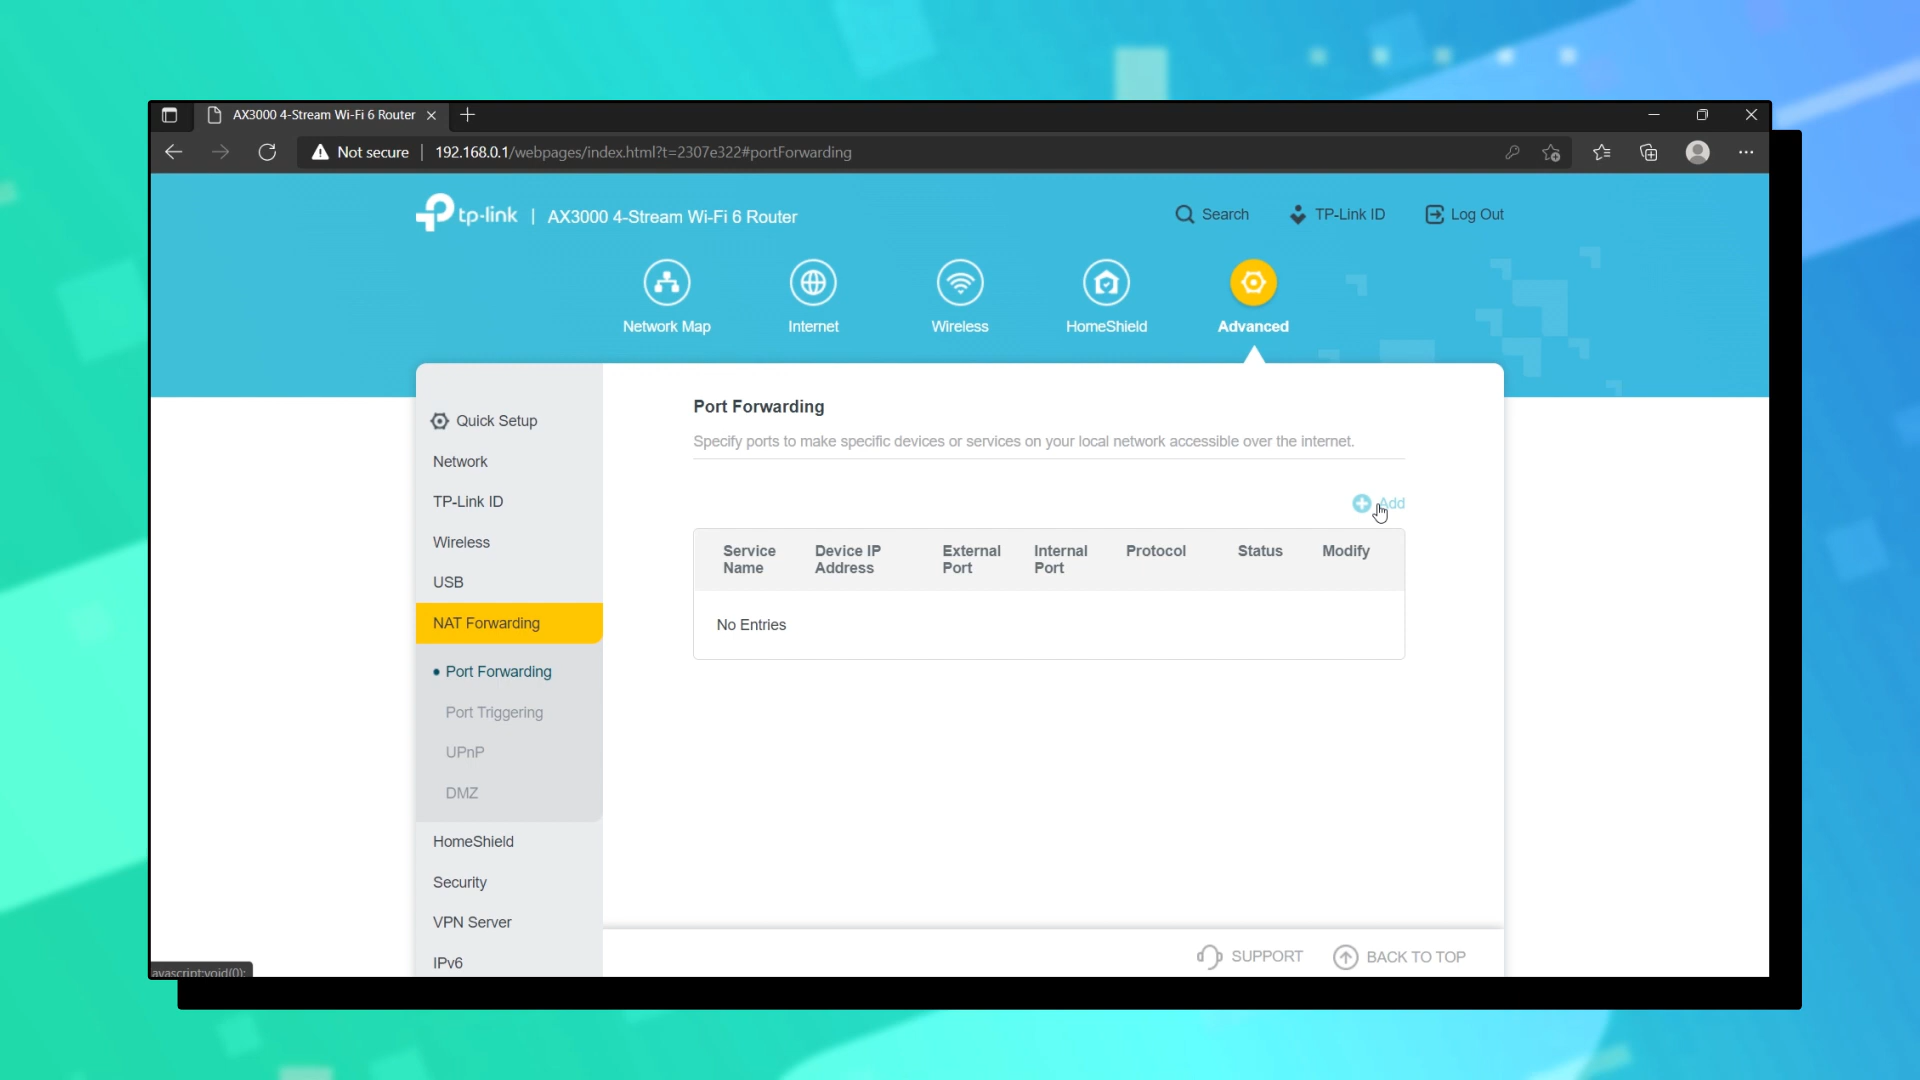 AX3000 4-Stream Wi-Fi 6 Router
Not secure | 192.168.0.1/webpages/index.html?t=2307e322#portForwarding
tp-link | AX3000 4-Stream Wi-Fi 6 Router
Search
TP-Link ID
Log Out
Network Map
Internet
Wireless
HomeShield
Advanced
Quick Setup
Network
TP-Link ID
Wireless
USB
NAT Forwarding
Port Forwarding
Port Triggering
UPnP
DMZ
HomeShield
Security
VPN Server
IPv6
Port Forwarding
Specify ports to make specific devices or services on your local network accessible over the internet.
Add
Service Name
Device IP Address
External Port
Internal Port
Protocol
Status
Modify
No Entries
SUPPORT
BACK TO TOP
avascript:void(0);